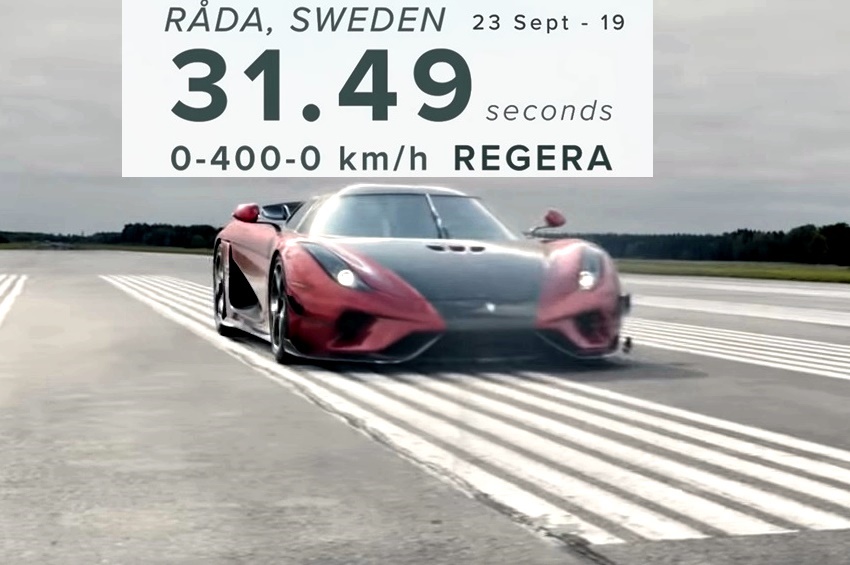 RÅDA, SWEDEN 23 Sept - 19
31.49 seconds
0-400-0 km/h REGERA